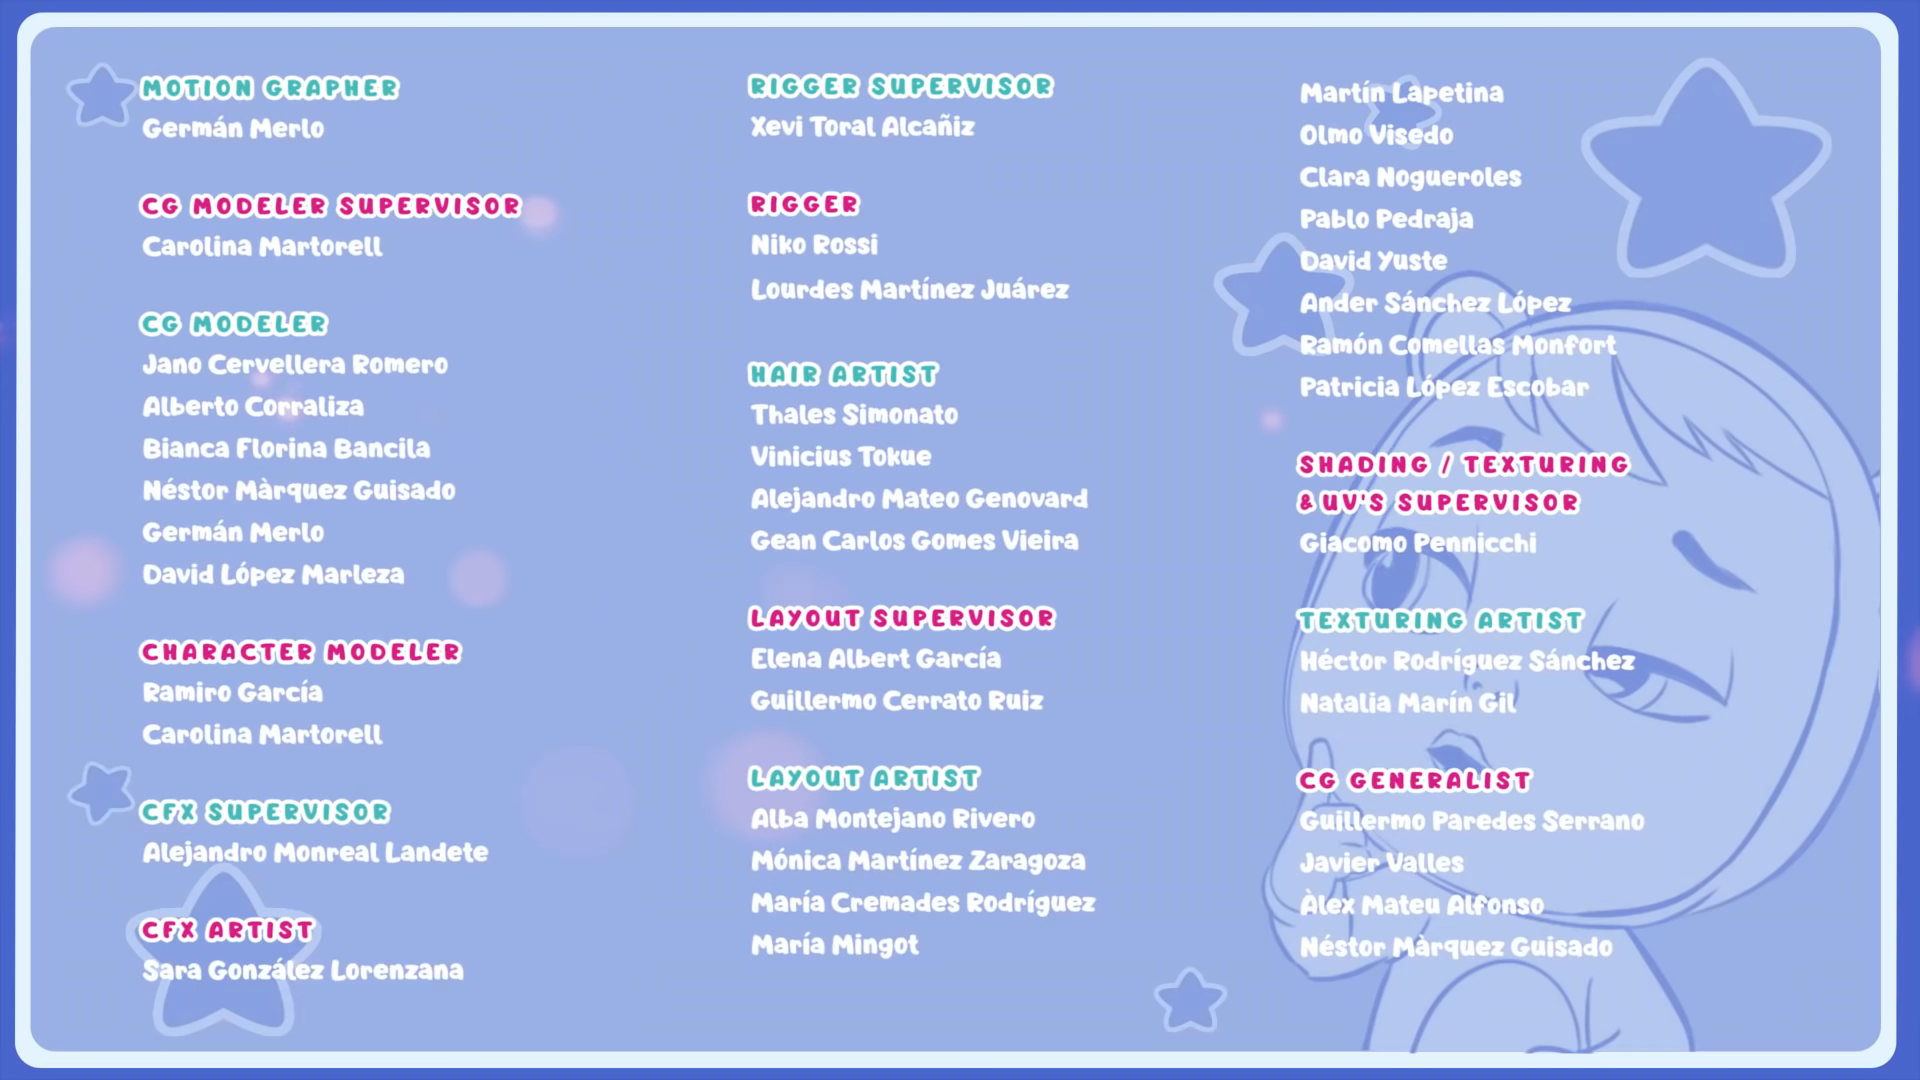 MOTION GRAPHER
Germán Merlo
CG MODELER SUPERVISOR
Carolina Martorell
CG MODELER
Jano Cervellera Romero
Alberto Corraliza
Bianca Florina Bancila
Néstor Màrquez Guisado
Germán Merlo
David López Marleza
CHARACTER MODELER
Ramiro García
Carolina Martorell
CFX SUPERVISOR
Alejandro Monreal Landete
CFX ARTIST
Sara González Lorenzana
RIGGER SUPERVISOR
Xevi Toral Alcañiz
RIGGER
Niko Rossi
Lourdes Martínez Juárez
HAIR ARTIST
Thales Simonato
Vinicius Tokue
Alejandro Mateo Genovard
Gean Carlos Gomes Vieira
LAYOUT SUPERVISOR
Elena Albert García
Guillermo Cerrato Ruiz
LAYOUT ARTIST
Alba Montejano Rivero
Mónica Martínez Zaragoza
María Cremades Rodríguez
María Mingot
Martín Lapetina
Olmo Visedo
Clara Nogueroles
Pablo Pedraja
David Yuste
Ander Sánchez López
Ramón Comellas Monfort
Patricia López Escobar
SHADING / TEXTURING
& UV'S SUPERVISOR
Giacomo Pennicchi
TEXTURING ARTIST
Héctor Rodríguez Sánchez
Natalia Marín Gil
CG GENERALIST
Guillermo Paredes Serrano
Javier Valles
Àlex Mateu Alfonso
Néstor Màrquez Guisado